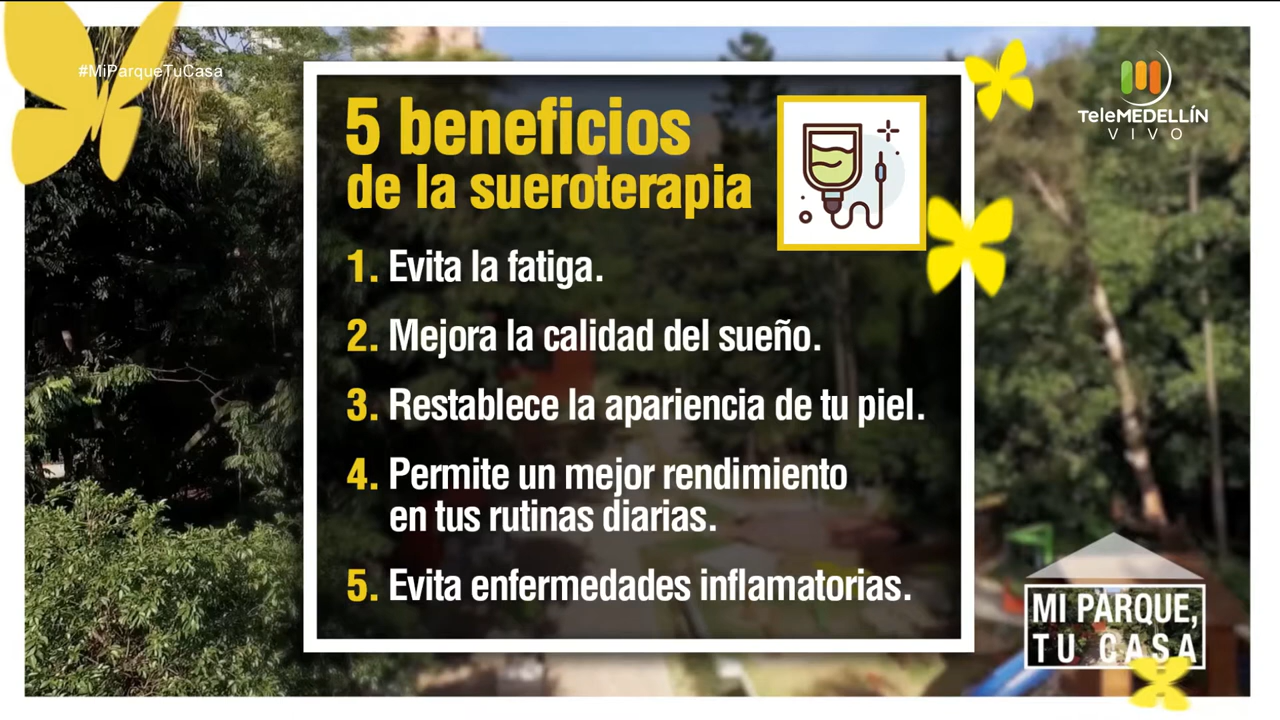 #MiParqueTuCasa
TeleMEDELLÍN
VIVO
5 beneficios
de la sueroterapia
1. Evita la fatiga.
2. Mejora la calidad del sueño.
3. Restablece la apariencia de tu piel.
4. Permite un mejor rendimiento
en tus rutinas diarias.
5. Evita enfermedades inflamatorias.
MI PARQUE,
TU CASA